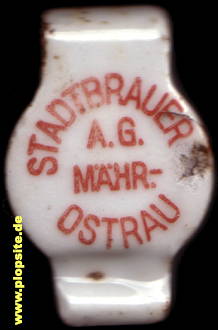 STADTBRAUER
A.G.
MÄHR.-
OSTRAU
© www.plopsite.de